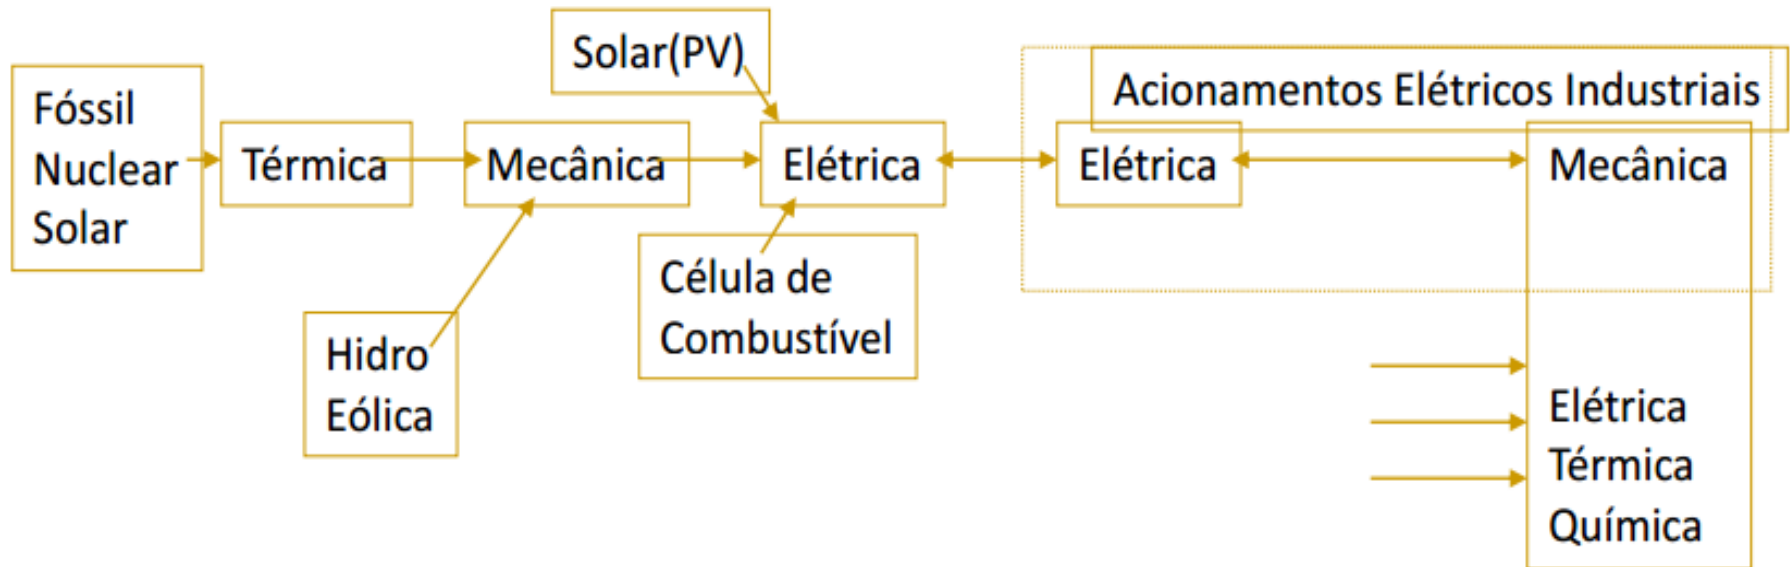 Solar(PV)
Acionamentos Elétricos Industriais
Fóssil
Nuclear
Solar
Térmica
Mecânica
Elétrica
Elétrica
Mecânica
Célula de
Combustível
Hidro
Eólica
Elétrica
Térmica
Química